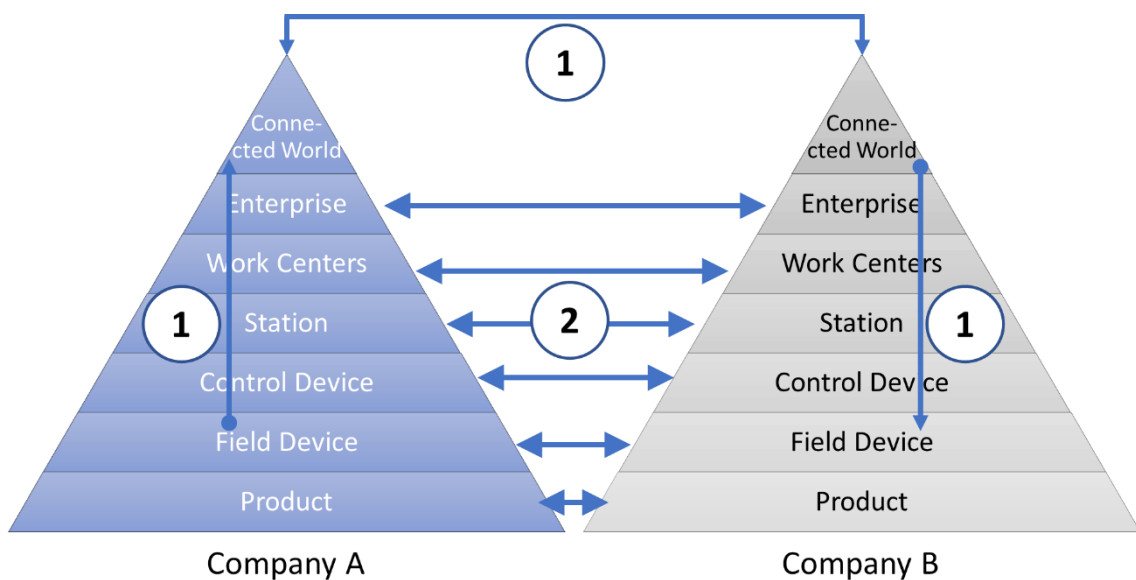 1
Conne-
cted World
Conne-
cted World
Enterprise
Enterprise
Work Centers
Work Centers
1
Station
2
Station
1
Control Device
Control Device
Field Device
Field Device
Product
Product
Company A
Company B